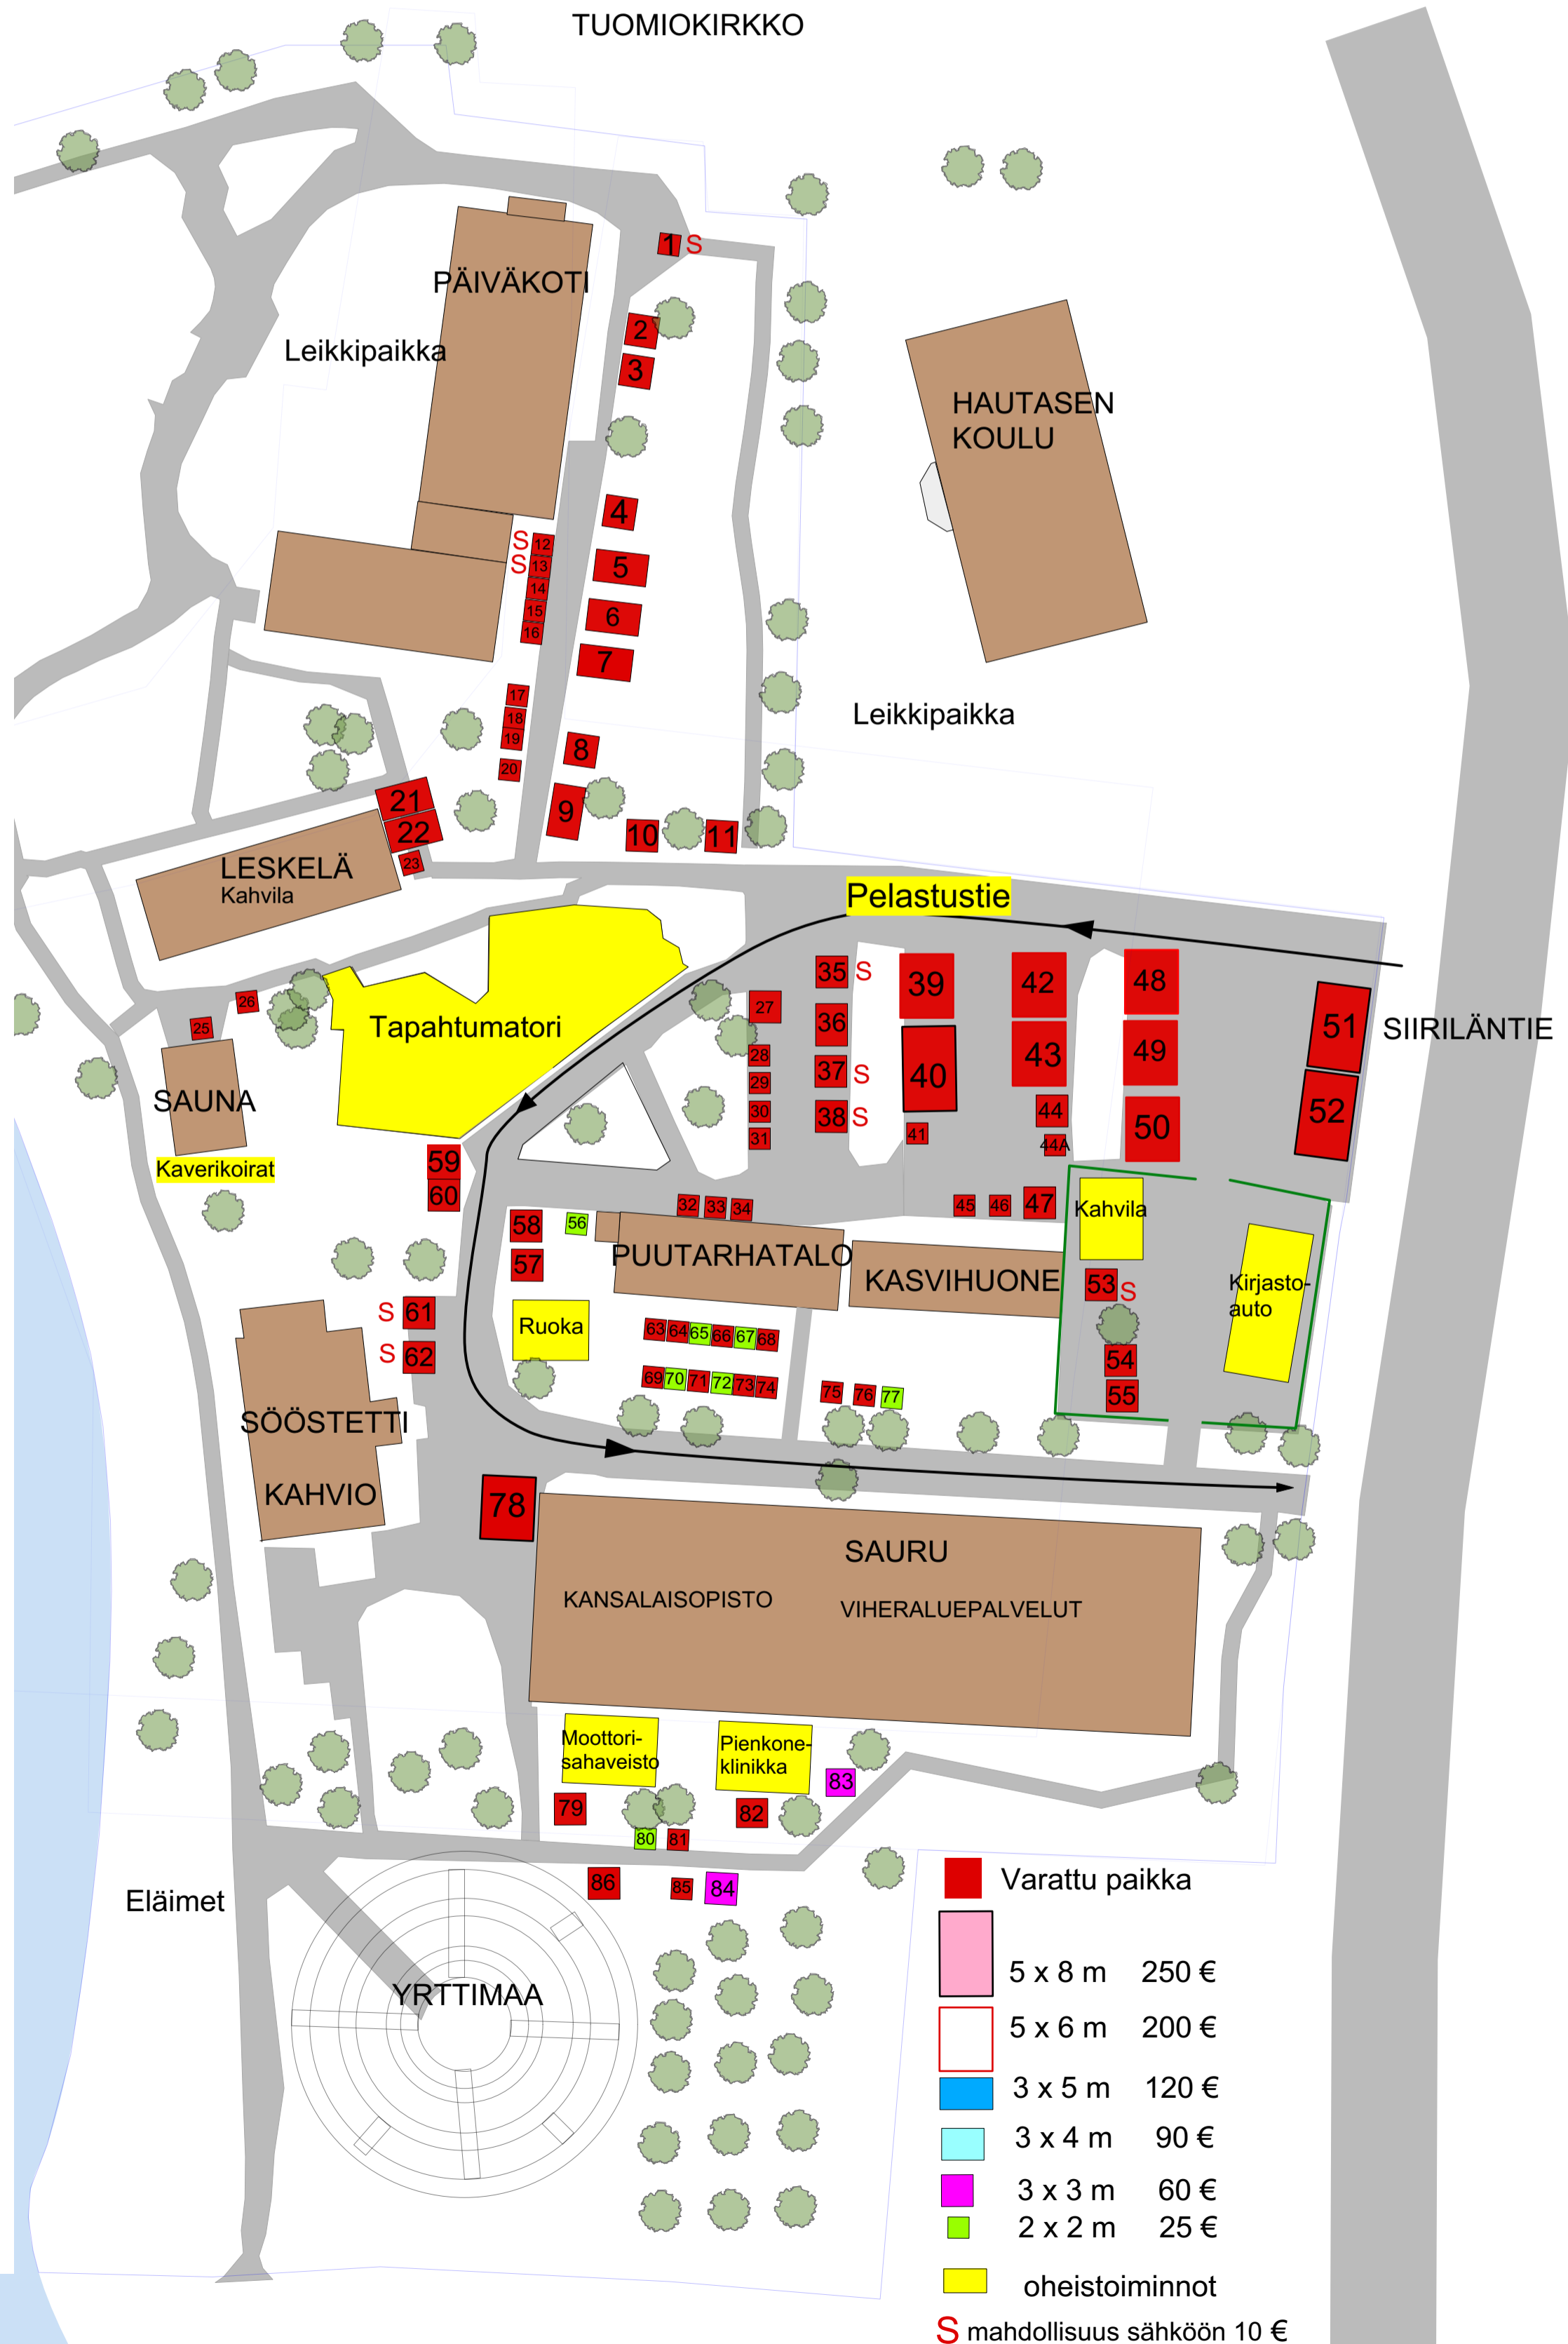 TUOMIOKIRKKO
1 S
PÄIVÄKOTI
2
Leikkipaikka
3
HAUTASEN
KOULU
4
S 12
S 13
5
14
15
6
16
7
17
18
19
Leikkipaikka
8
20
21
9
22
10
11
23
LESKELÄ
Kahvila
Pelastustie
35 S
39
42
48
26
27
51
SIIRILÄNTIE
25
Tapahtumatori
36
28
43
49
37 S
40
29
SAUNA
30
38 S
44
52
50
31
41
44A
Kaverikoirat
59
60
32
33
34
45
46
47
Kahvila
58
56
57
PUUTARHATALO
KASVIHUONE
53 S
Kirjasto-
auto
S 61
Ruoka
63
64
65
66
67
68
S 62
54
69
70
71
72
73
74
75
76
77
55
SÖÖSTETTI
KAHVIO
78
SAURU
KANSALAISOPISTO
VIHERALUEPALVELUT
Moottori-
sahaveisto
Pienkone-
klinikka
83
79
82
80
81
86
85
84
Eläimet
YRTTIMAA
Varattu paikka
5 x 8 m 250 €
5 x 6 m 200 €
3 x 5 m 120 €
3 x 4 m 90 €
3 x 3 m 60 €
2 x 2 m 25 €
oheistoiminnot
S mahdollisuus sähköön 10 €